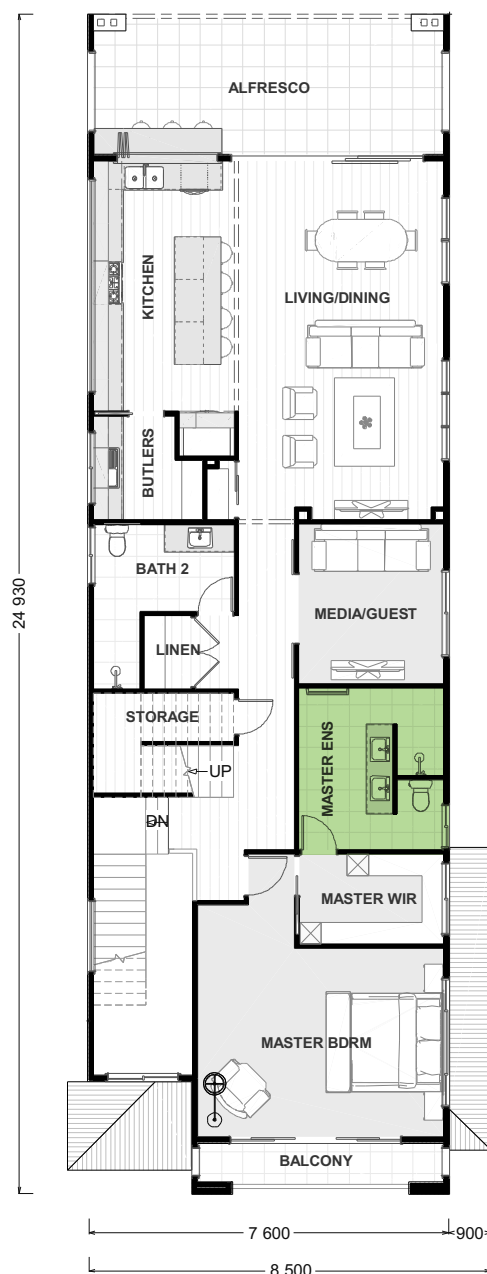 ALFRESCO
KITCHEN
LIVING/DINING
BUTLERS
BATH 2
MEDIA/GUEST
LINEN
STORAGE
MASTER ENS
UP
DN
MASTER WIR
MASTER BDRM
BALCONY
24 930
7 600
900
8 500